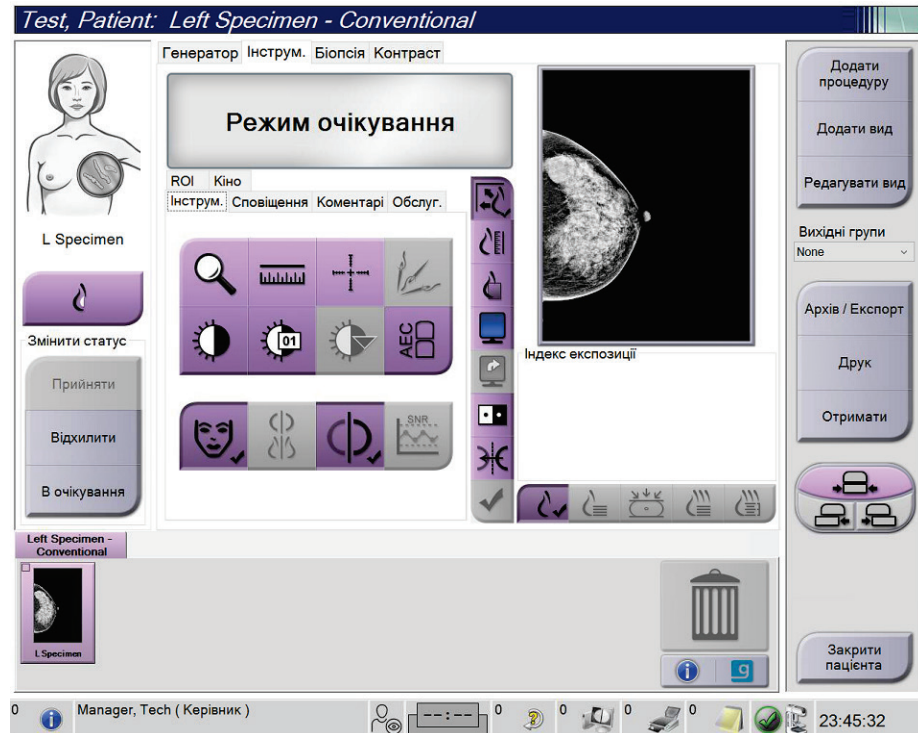 Test, Patient: Left Specimen - Conventional
Генератор Інструм. Біопсія Контраст
Режим очікування
ROI Кіно
Інструм. Сповіщення Коментарі Обслуг.
L Specimen
Змінити статус
Прийняти
Відхилити
В очікування
01
AEC
SNR
Індекс експозиції
Додати
процедуру
Додати вид
Редагувати вид
Вихідні групи
None
Архів / Експорт
Друк
Отримати
Left Specimen -
Conventional
L Specimen
Закрити
пацієнта
0 Manager, Tech ( Керівник ) --:-- 0 0 0 0 23:45:32